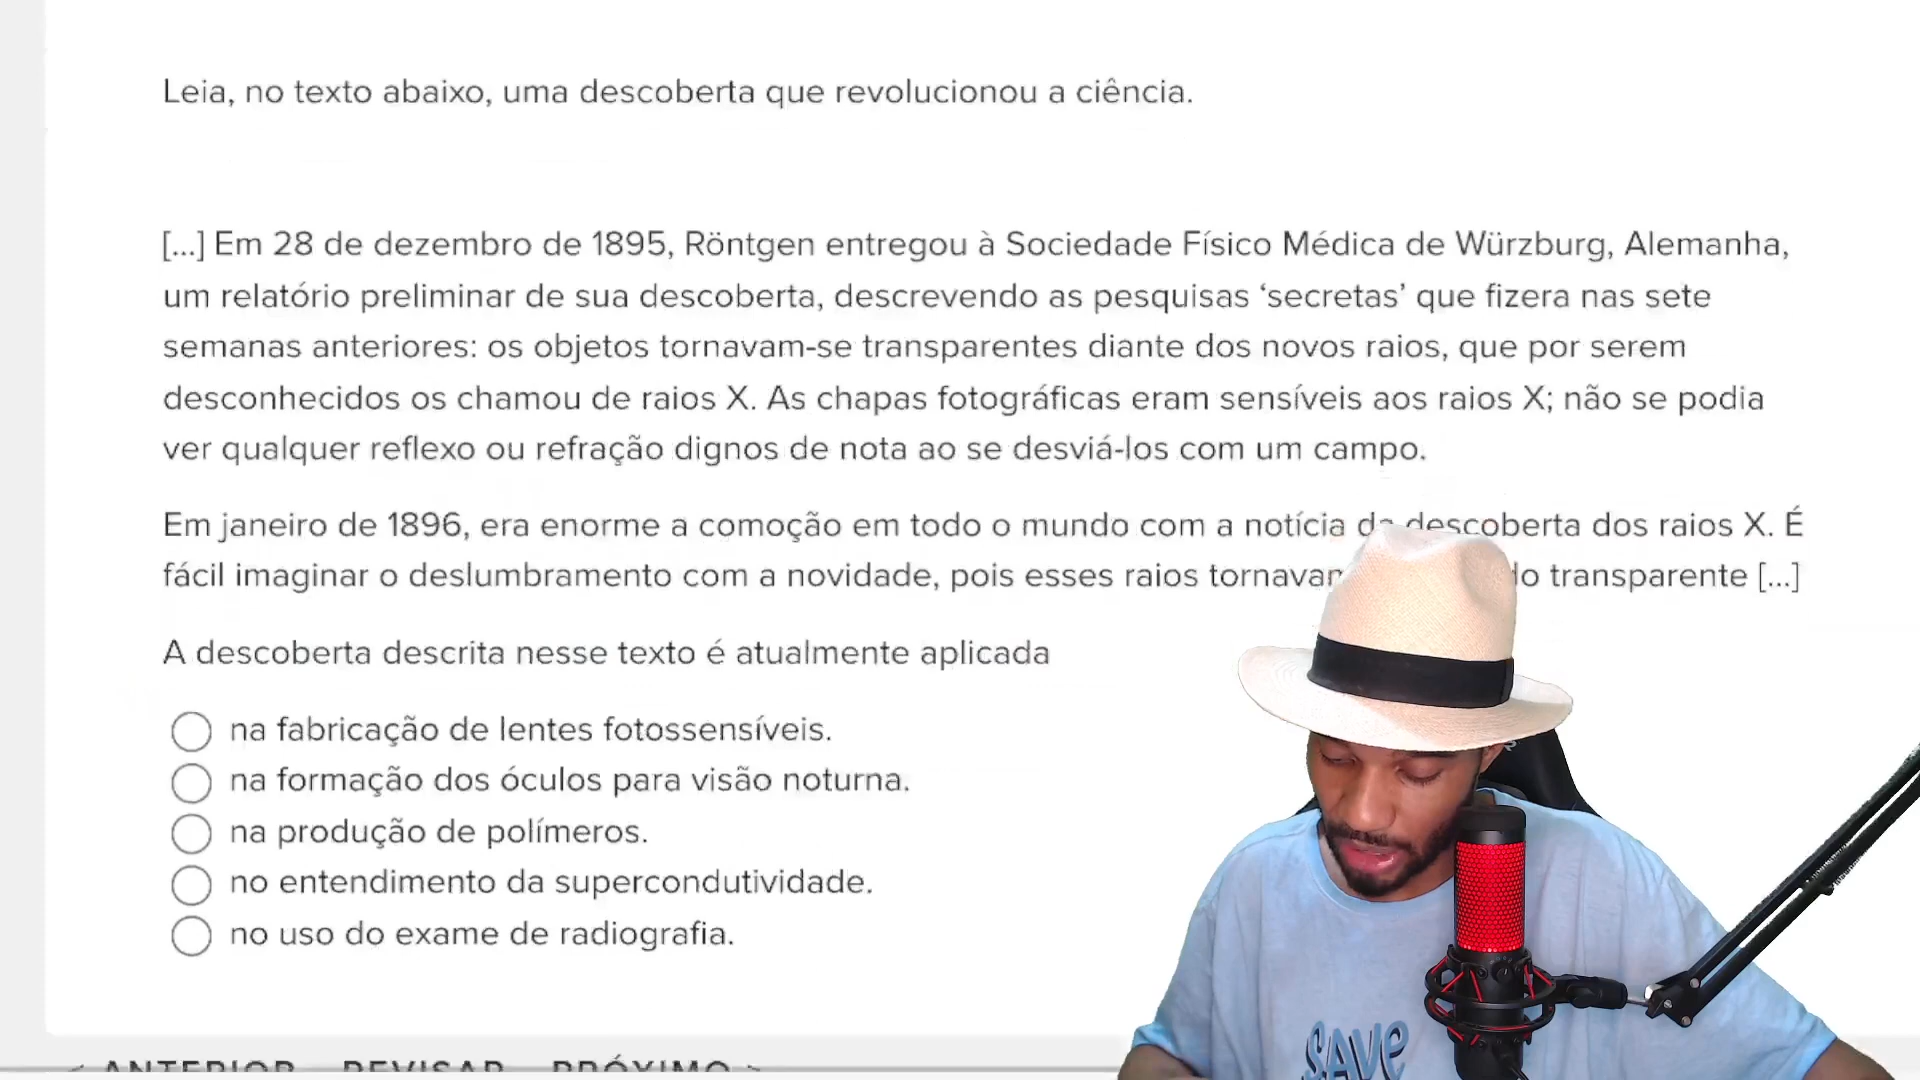 Leia, no texto abaixo, uma descoberta que revolucionou a ciência.
[...] Em 28 de dezembro de 1895, Röntgen entregou à Sociedade Físico Médica de Würzburg, Alemanha,
um relatório preliminar de sua descoberta, descrevendo as pesquisas ‘secretas’ que fizera nas sete
semanas anteriores: os objetos tornavam-se transparentes diante dos novos raios, que por serem
desconhecidos os chamou de raios X. As chapas fotográficas eram sensíveis aos raios X; não se podia
ver qualquer reflexo ou refração dignos de nota ao se desviá-los com um campo.
Em janeiro de 1896, era enorme a comoção em todo o mundo com a notícia da descoberta dos raios X. É
fácil imaginar o deslumbramento com a novidade, pois esses raios transparente [...]
A descoberta descrita nesse texto é atualmente aplicada
na fabricação de lentes fotossensíveis.
na formação dos óculos para visão noturna.
na produção de polímeros.
no entendimento da supercondutividade.
no uso do exame de radiografia.
SAVE
< ANTERIOR REVISAR PRÓXIMO >